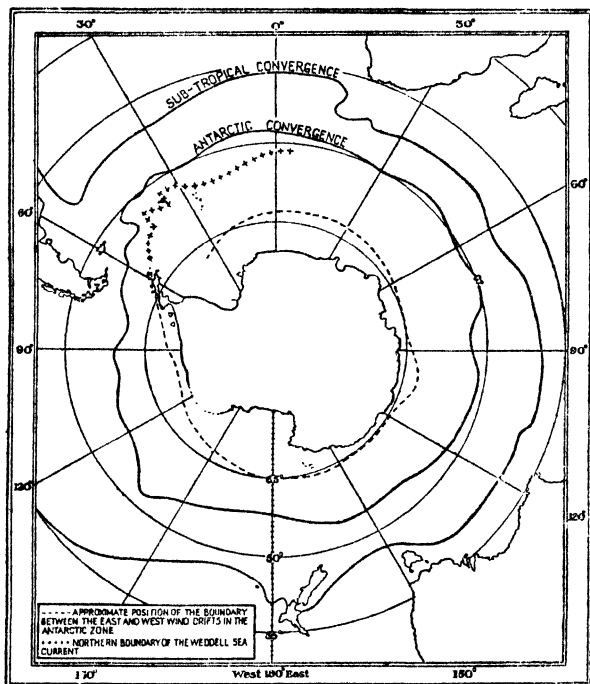 30°
0°
30°
SUB-TROPICAL CONVERGENCE
ANTARCTIC CONVERGENCE
60°
60°
90°
90°
120°
120°
65°
50°
- - - - - APPROXIMATE POSITION OF THE BOUNDARY
BETWEEN THE EAST AND WEST WIND DRIFTS IN THE
ANTARCTIC ZONE
+++++ NORTHERN BOUNDARY OF THE WEDDELL SEA
CURRENT
West 180° East
150°